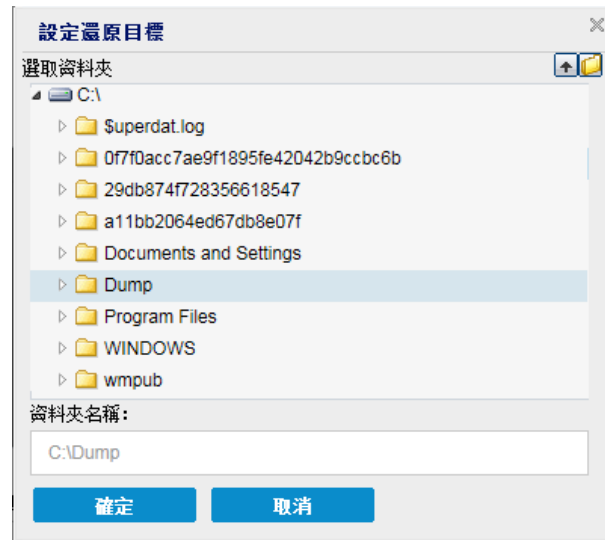 設定還原目標
選取資料夾
C:\
$uperdat.log
0f7f0acc7ae9f1895fe42042b9ccbc6b
29db874f728356618547
a11bb2064ed67db8e07f
Documents and Settings
Dump
Program Files
WINDOWS
wmpub
資料夾名稱:
C:\Dump
確定 取消